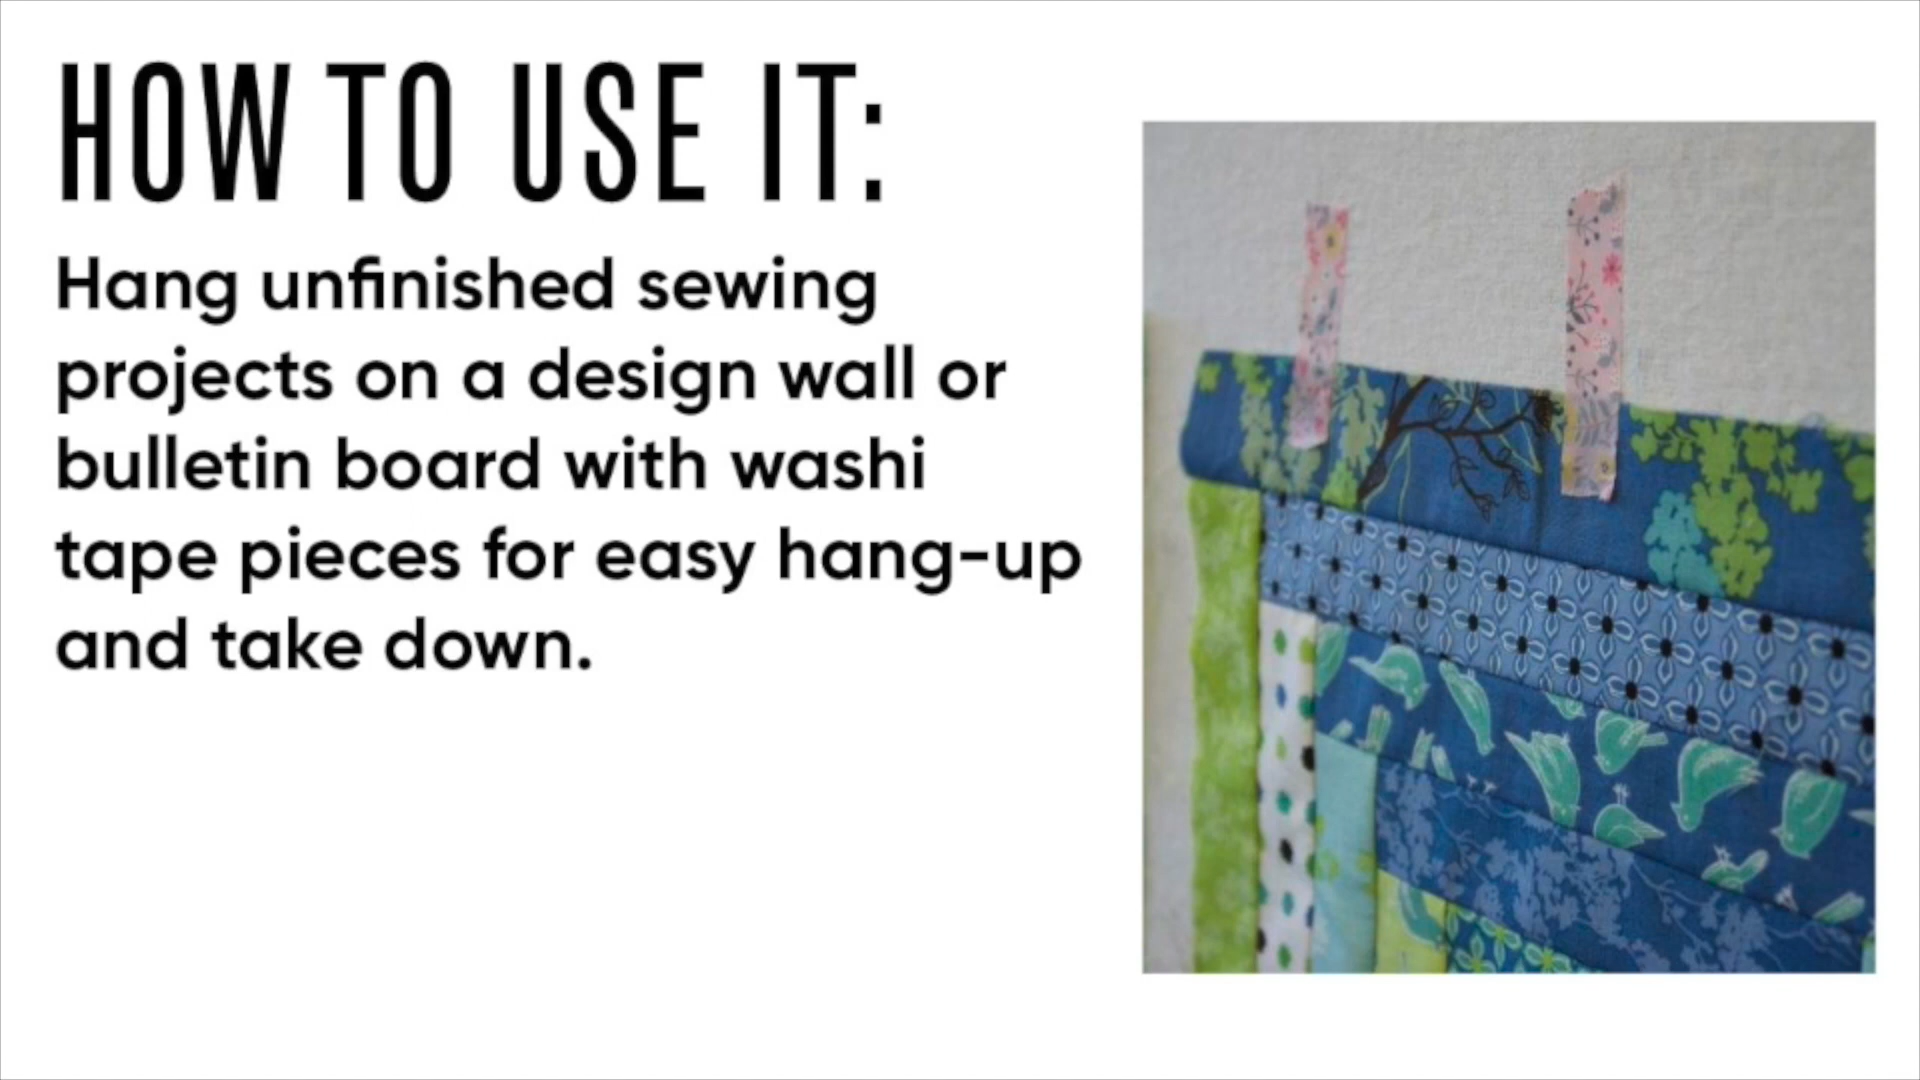 HOW TO USE IT:
Hang unfinished sewing
projects on a design wall or
bulletin board with washi
tape pieces for easy hang-up
and take down.